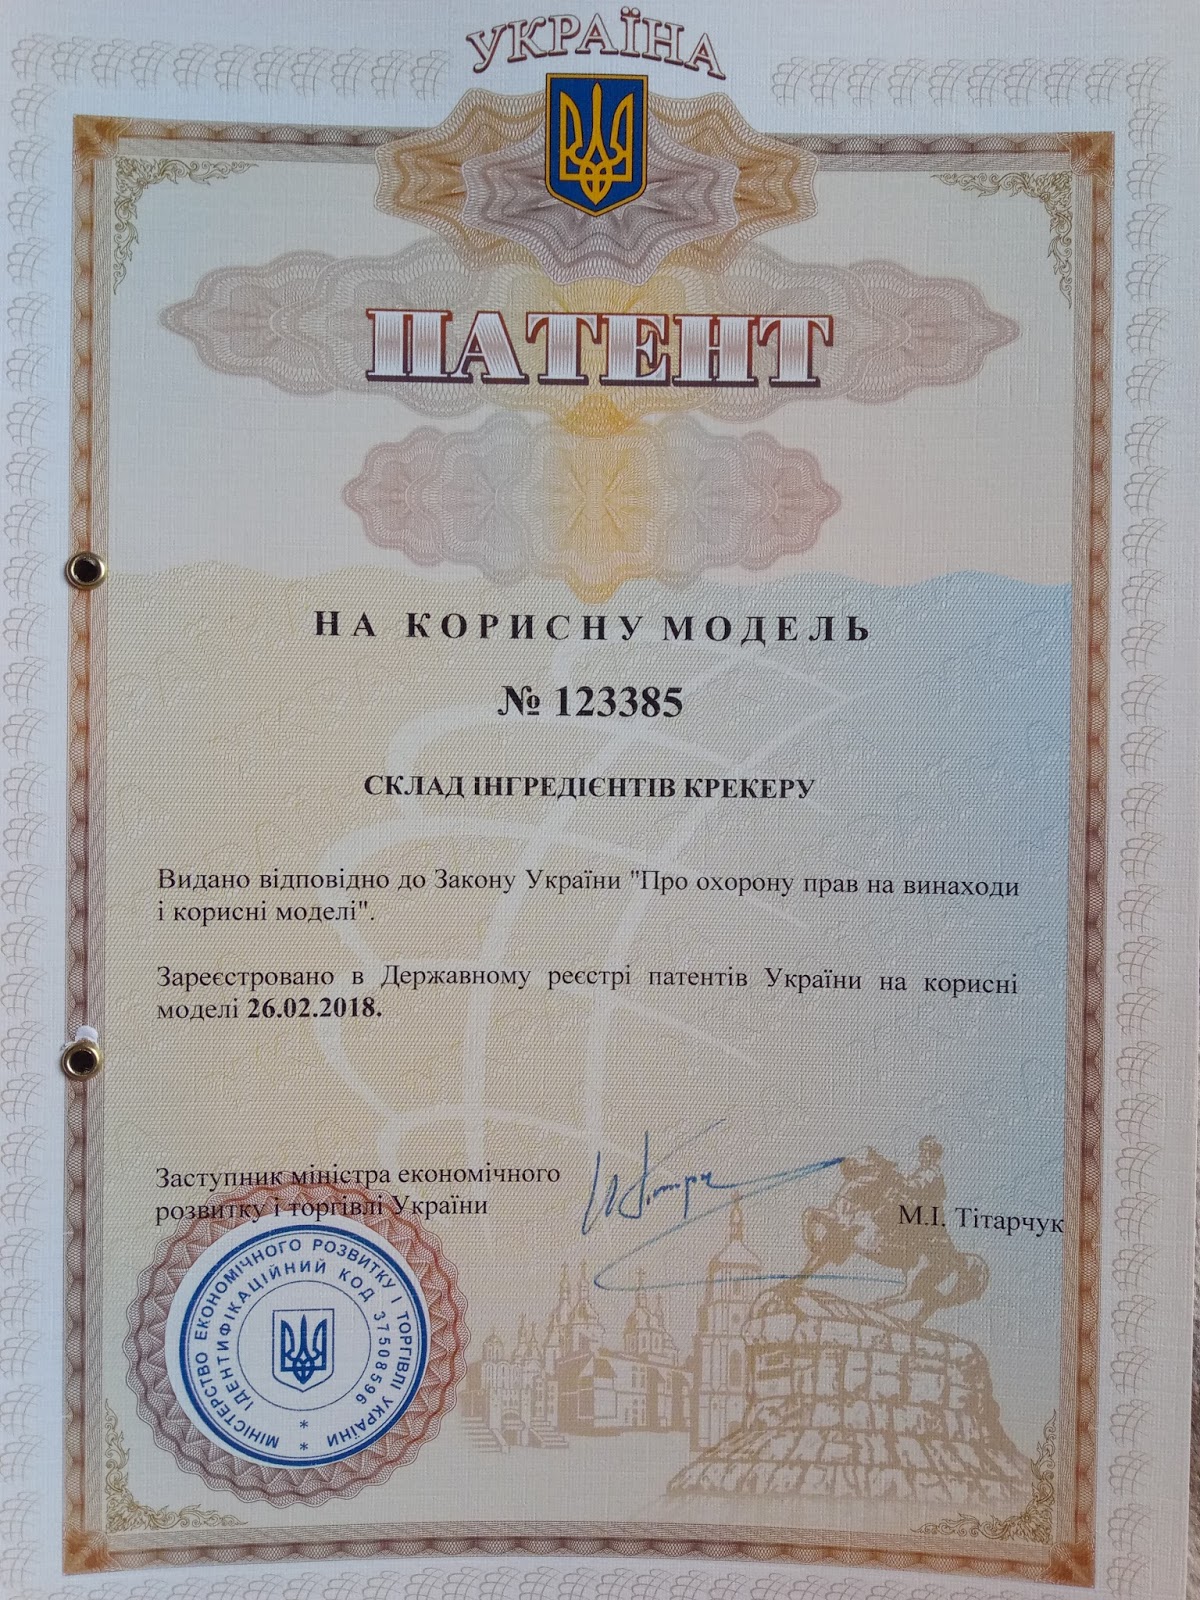 УКРАЇНА
ПАТЕНТ
НА КОРИСНУ МОДЕЛЬ
№ 123385
СКЛАД ІНГРЕДІЄНТІВ КРЕКЕРУ
Видано відповідно до Закону України "Про охорону прав на винаходи
і корисні моделі".
Зареєстровано в Державному реєстрі патентів України на корисні
моделі 26.02.2018.
Заступник міністра економічного
розвитку і торгівлі України
М.І. Тітарчук
МІНІСТЕРСТВО ЕКОНОМІЧНОГО РОЗВИТКУ І ТОРГІВЛІ УКРАЇНИ
ІДЕНТИФІКАЦІЙНИЙ КОД 37508596